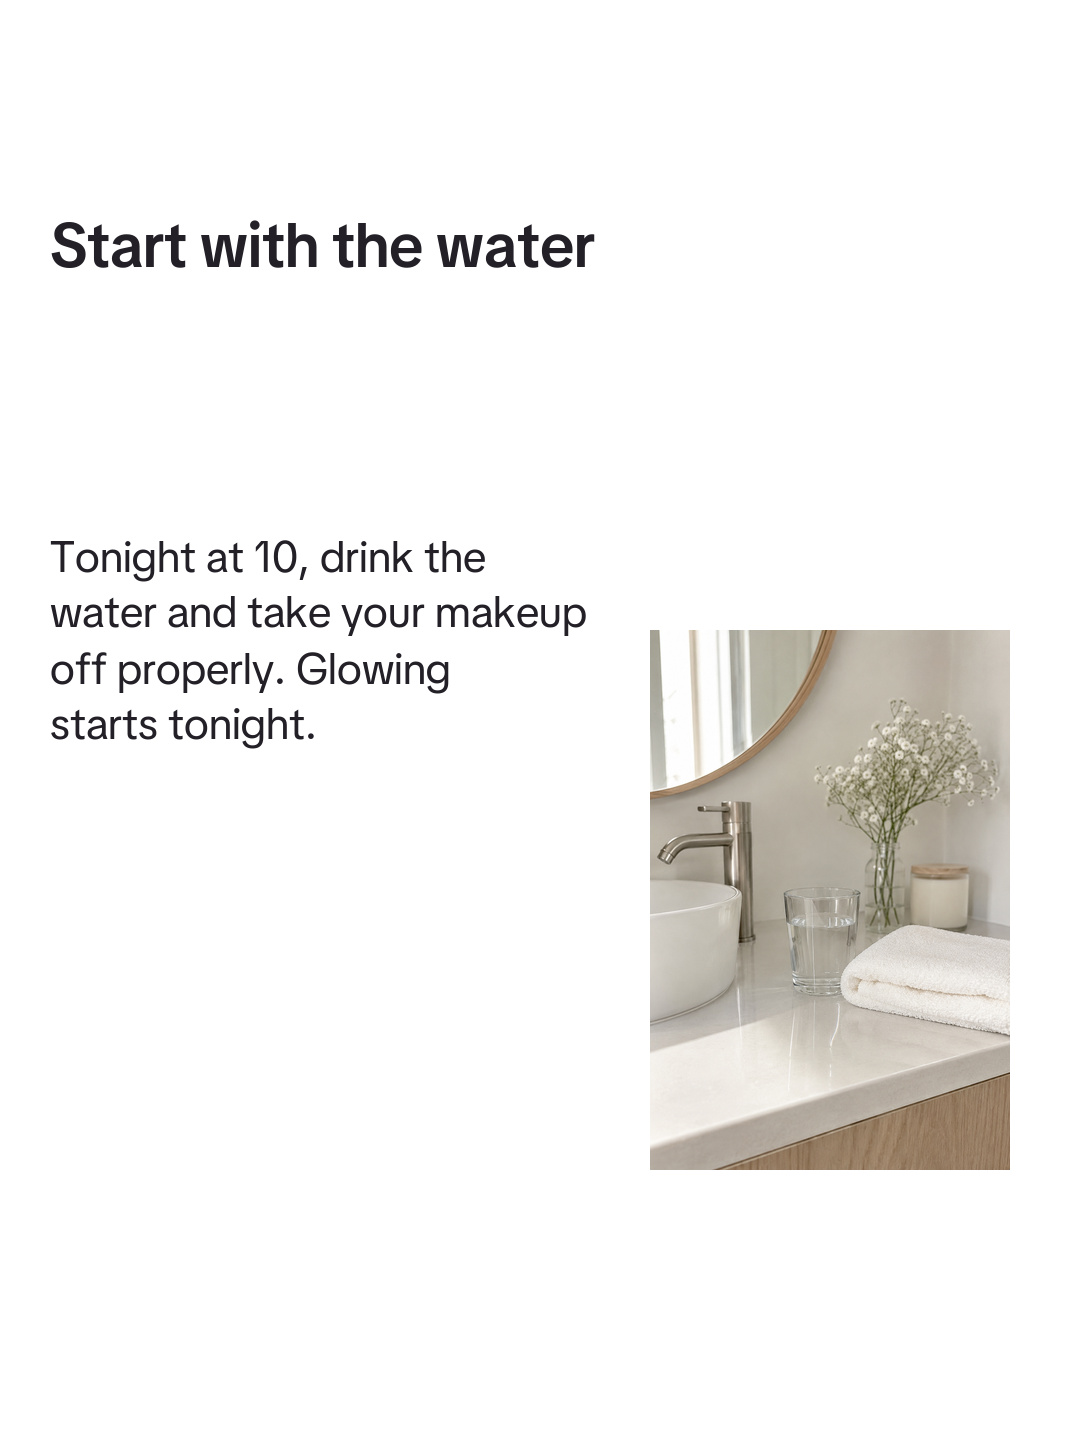 Start with the water
Tonight at 10, drink the
water and take your makeup
off properly. Glowing
starts tonight.